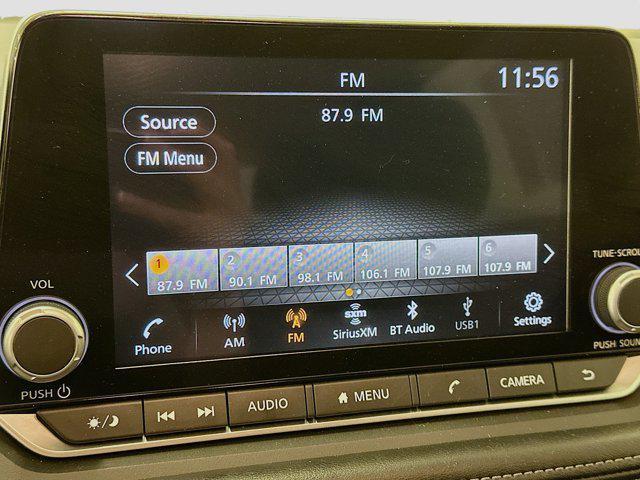 FM
11:56
87.9 FM
Source
FM Menu
1 2 3 4 5 6
87.9 FM 90.1 FM 98.1 FM 106.1 FM 107.9 FM 107.9 FM
TUNE-SCROL
VOL
Phone AM FM sxm SiriusXM BT Audio USB1 Settings
PUSH
PUSH SOUN
AUDIO MENU CAMERA